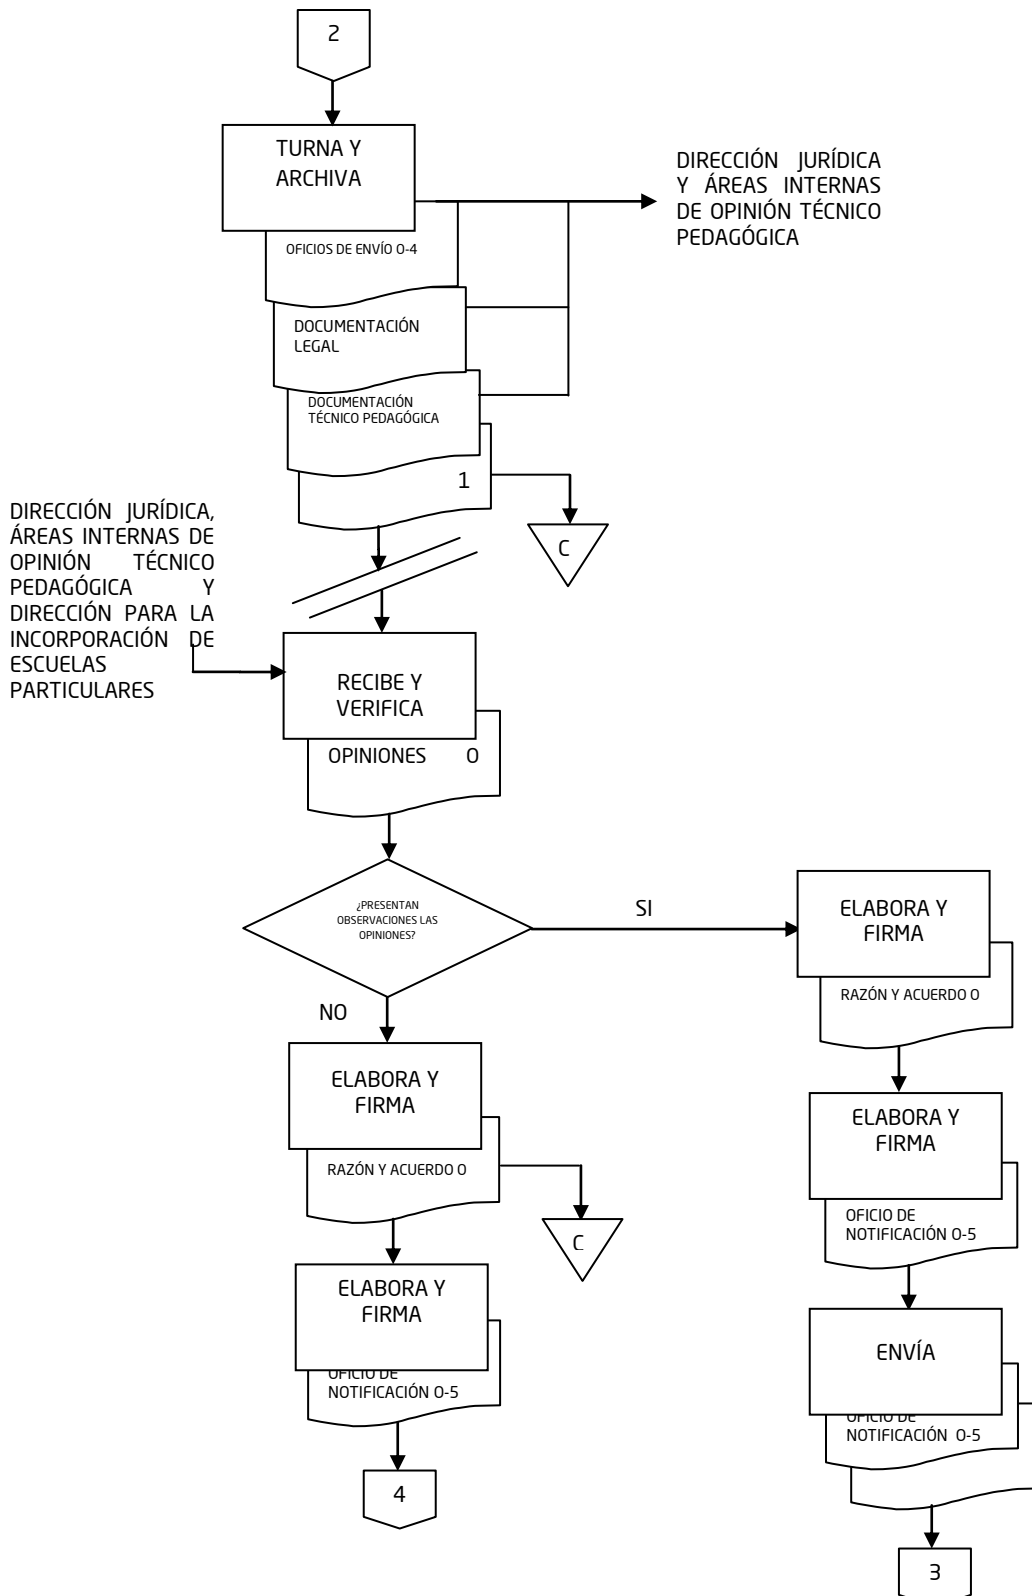 2
TURNA Y
ARCHIVA
DIRECCIÓN JURÍDICA
Y ÁREAS INTERNAS
DE OPINIÓN TÉCNICO
PEDAGÓGICA
OFICIOS DE ENVÍO O-4
DOCUMENTACIÓN
LEGAL
DOCUMENTACIÓN
TÉCNICO PEDAGÓGICA
1
C
DIRECCIÓN JURÍDICA,
ÁREAS INTERNAS DE
OPINIÓN TÉCNICO
PEDAGÓGICA Y
DIRECCIÓN PARA LA
INCORPORACIÓN DE
ESCUELAS
PARTICULARES
RECIBE Y
VERIFICA
OPINIONES O
¿PRESENTAN
OBSERVACIONES LAS
OPINIONES?
SI
NO
ELABORA Y
FIRMA
RAZÓN Y ACUERDO O
ELABORA Y
FIRMA
OFICIO DE
NOTIFICACIÓN O-5
ENVÍA
OFICIO DE
NOTIFICACIÓN O-5
3
ELABORA Y
FIRMA
RAZÓN Y ACUERDO O
C
ELABORA Y
FIRMA
OFICIO DE
NOTIFICACIÓN O-5
4